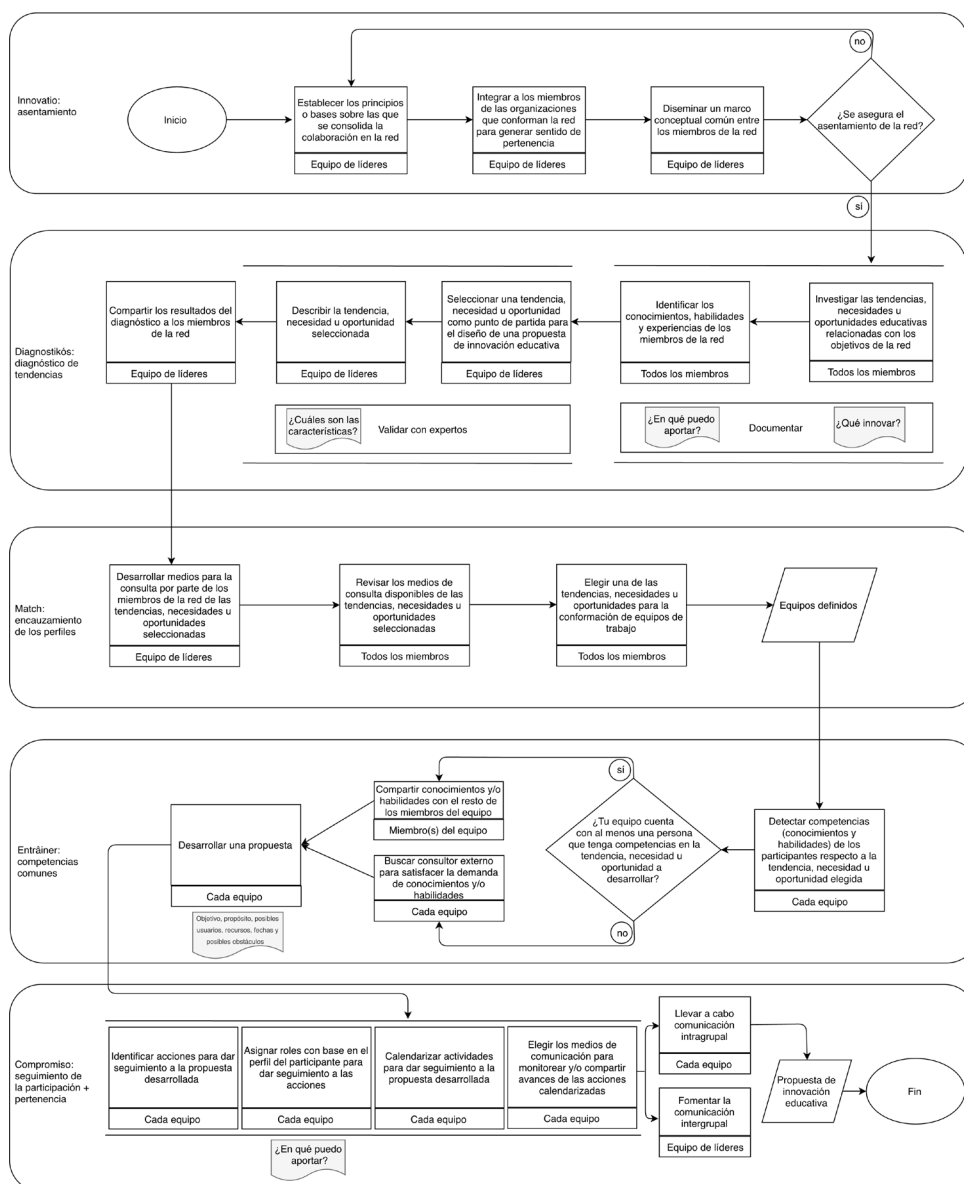 no
Innovatio:
asentamiento
Inicio
Establecer los principios
o bases sobre las que
se consolida la
colaboración en la red
Equipo de líderes
Integrar a los miembros
de las organizaciones
que conforman la red
para generar sentido de
pertenencia
Equipo de líderes
Diseminar un marco
conceptual común entre
los miembros de la red
Equipo de líderes
¿Se asegura el
asentamiento de la red?
sí
Diagnostikós:
diagnóstico de
tendencias
Compartir los resultados del
diagnóstico a los miembros
de la red
Equipo de líderes
Describir la tendencia,
necesidad u oportunidad
seleccionada
Equipo de líderes
Seleccionar una tendencia,
necesidad u oportunidad
como punto de partida para
el diseño de una propuesta
de innovación educativa
Equipo de líderes
Identificar los
conocimientos, habilidades
y experiencias de los
miembros de la red
Todos los miembros
Investigar las tendencias,
necesidades u
oportunidades educativas
relacionadas con los
objetivos de la red
Todos los miembros
¿Cuáles son las
características?
Validar con expertos
¿En qué puedo
aportar?
Documentar
¿Qué innovar?
Match:
encauzamiento
de los perfiles
Desarrollar medios para la
consulta por parte de los
miembros de la red de las
tendencias, necesidades u
oportunidades seleccionadas
Equipo de líderes
Revisar los medios de
consulta disponibles de las
tendencias, necesidades u
oportunidades
seleccionadas
Todos los miembros
Elegir una de las
tendencias, necesidades u
oportunidades para la
conformación de equipos de
trabajo
Todos los miembros
Equipos definidos
Entrâiner:
competencias
comunes
Desarrollar una propuesta
Cada equipo
Objetivo, propósito, posibles
usuarios, recursos, fechas y
posibles obstáculos
Compartir conocimientos y/o
habilidades con el resto de
los miembros del equipo
Miembro(s) del equipo
Buscar consultor externo
para satisfacer la demanda
de conocimientos y/o
habilidades
Cada equipo
sí
¿Tu equipo cuenta
con al menos una persona
que tenga competencias en la
tendencia, necesidad u
oportunidad a
desarrollar?
no
Detectar competencias
(conocimientos y
habilidades) de los
participantes respecto a la
tendencia, necesidad u
oportunidad elegida
Cada equipo
Compromiso:
seguimiento de
la participación +
pertenencia
Identificar acciones para dar
seguimiento a la propuesta
desarrollada
Cada equipo
Asignar roles con base en el
perfil del participante para
dar seguimiento a las
acciones
Cada equipo
Calendarizar actividades
para dar seguimiento a la
propuesta desarrollada
Cada equipo
Elegir los medios de
comunicación para
monitorear y/o compartir
avances de las acciones
calendarizadas
Cada equipo
¿En qué puedo
aportar?
Llevar a cabo
comunicación
intragrupal
Cada equipo
Fomentar la
comunicación
intergrupal
Equipo de líderes
Propuesta de
innovación
educativa
Fin